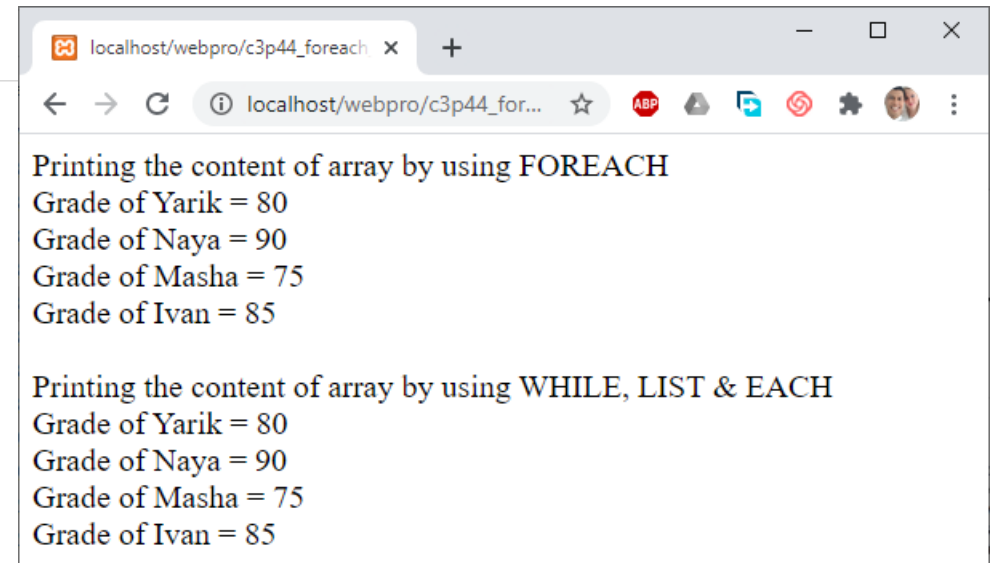 localhost/webpro/c3p44_foreach
localhost/webpro/c3p44_for...
ABP
Printing the content of array by using FOREACH
Grade of Yarik = 80
Grade of Naya = 90
Grade of Masha = 75
Grade of Ivan = 85
Printing the content of array by using WHILE, LIST & EACH
Grade of Yarik = 80
Grade of Naya = 90
Grade of Masha = 75
Grade of Ivan = 85